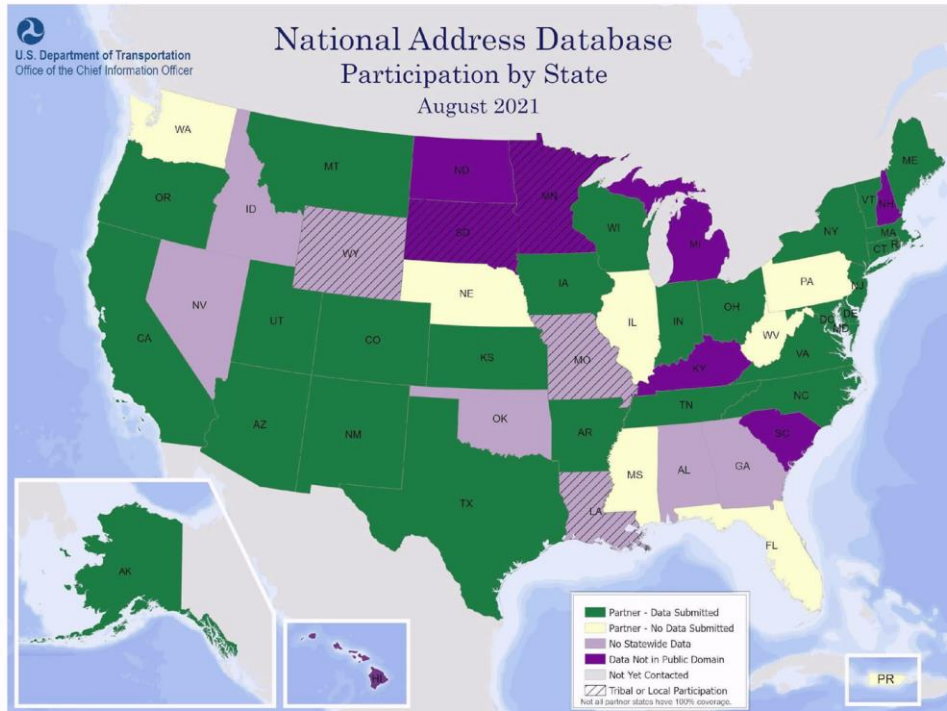 U.S. Department of Transportation
Office of the Chief Information Officer
National Address Database
Participation by State
August 2021
WA
MT
ND
MN
ME
OR
ID
SD
WI
MI
VT
NH
NY
MA
CT
RI
WY
IA
NE
PA
NJ
NV
UT
IL
IN
OH
DE
DC
MD
WV
CA
CO
KS
MO
KY
VA
AZ
NM
OK
AR
TN
NC
SC
MS
AL
GA
TX
LA
FL
AK
HI
PR
Partner - Data Submitted
Partner - No Data Submitted
No Statewide Data
Data Not in Public Domain
Not Yet Contacted
Tribal or Local Participation
Not all partner states have 100% coverage.